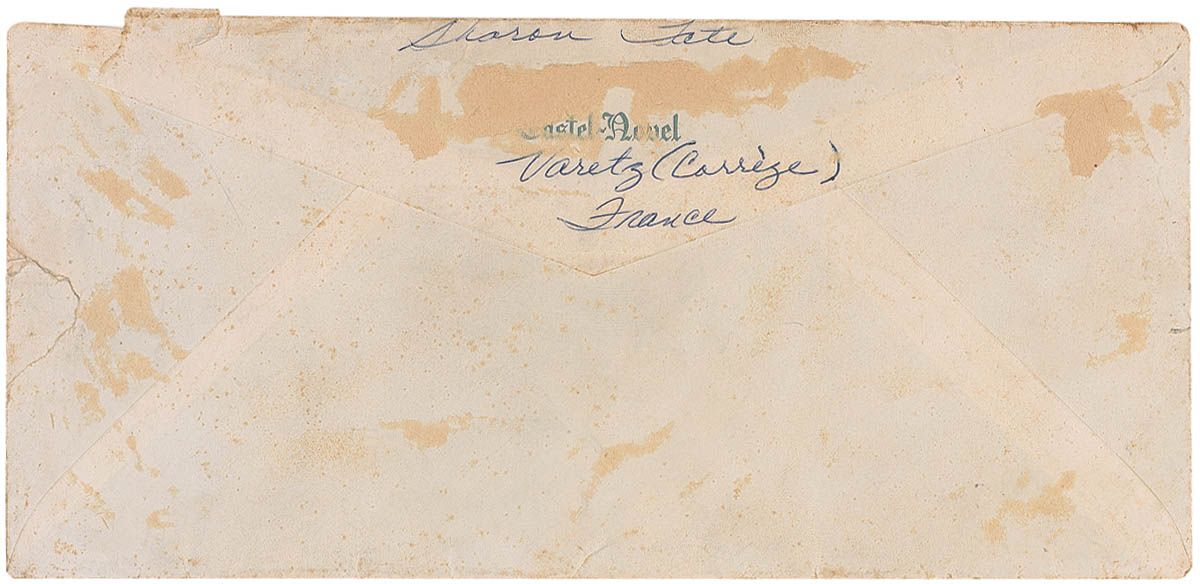 Sharon Tate
Castel-Novel
Varetz (Corrèze)
France